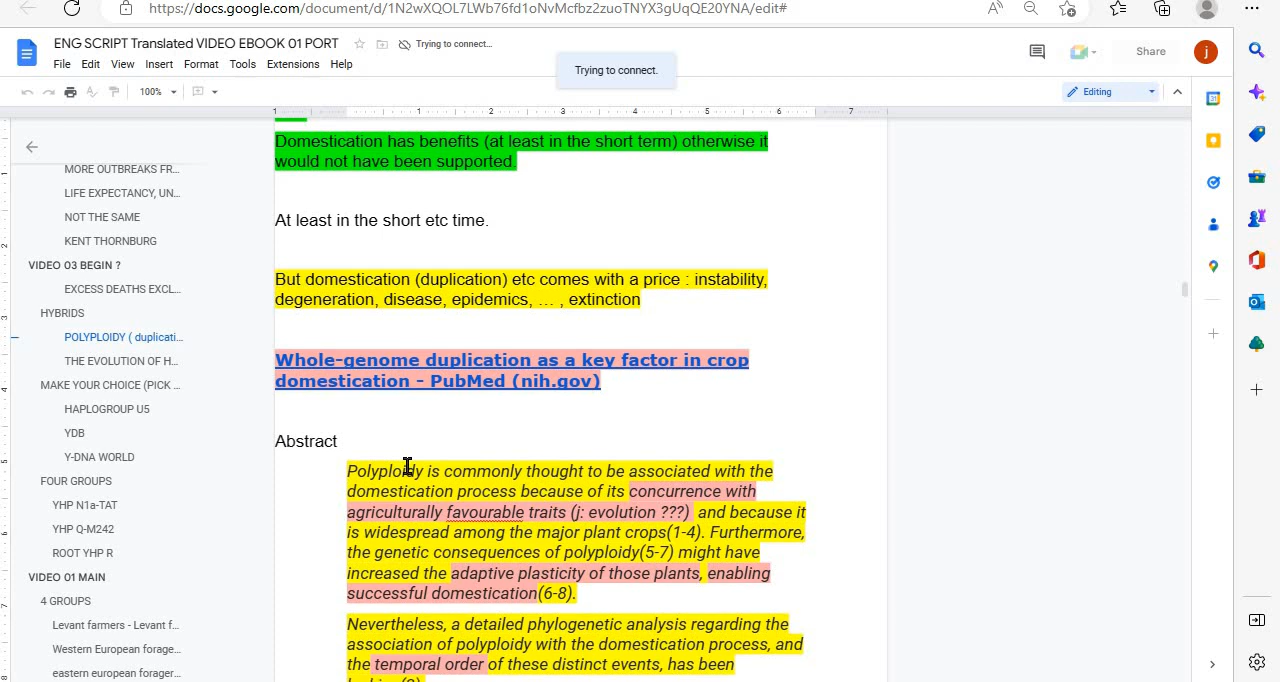 https://docs.google.com/document/d/1N2wXQOL7LWb76fd1oNvMcfbz2zuoTNYX3gUqQE20YNA/edit#
ENG SCRIPT Translated VIDEO EBOOK 01 PORT
Trying to connect...
File Edit View Insert Format Tools Extensions Help
Trying to connect.
Share
j
100%
Editing
1 1 2 3 4 5 6 7
MORE OUTBREAKS FR...
LIFE EXPECTANCY, UN...
NOT THE SAME
KENT THORNBURG
VIDEO 03 BEGIN ?
EXCESS DEATHS EXCL...
HYBRIDS
POLYPLOIDY ( duplicati...
THE EVOLUTION OF H...
MAKE YOUR CHOICE (PICK ...
HAPLOGROUP U5
YDB
Y-DNA WORLD
FOUR GROUPS
YHP N1a-TAT
YHP Q-M242
ROOT YHP R
VIDEO 01 MAIN
4 GROUPS
Levant farmers - Levant f...
Western European forage...
eastern european forager...
Domestication has benefits (at least in the short term) otherwise it
would not have been supported.
At least in the short etc time.
But domestication (duplication) etc comes with a price : instability,
degeneration, disease, epidemics, ... , extinction
Whole-genome duplication as a key factor in crop
domestication - PubMed (nih.gov)
Abstract
Polyploidy is commonly thought to be associated with the
domestication process because of its concurrence with
agriculturally favourable traits (j: evolution ???) and because it
is widespread among the major plant crops(1-4). Furthermore,
the genetic consequences of polyploidy(5-7) might have
increased the adaptive plasticity of those plants, enabling
successful domestication(6-8).
Nevertheless, a detailed phylogenetic analysis regarding the
association of polyploidy with the domestication process, and
the temporal order of these distinct events, has been